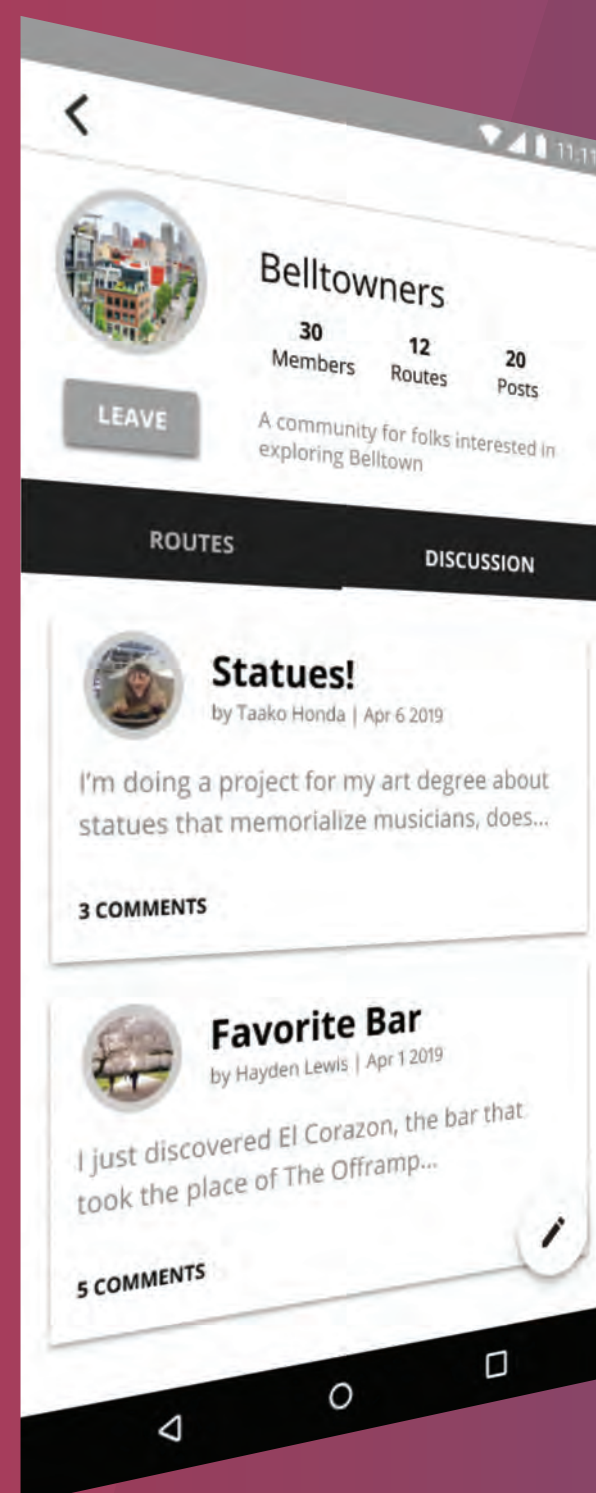 11:11
Belltowners
30 12 20
Members Routes Posts
LEAVE
A community for folks interested in
exploring Belltown
ROUTES DISCUSSION
Statues!
by Taako Honda | Apr 6 2019
I'm doing a project for my art degree about
statues that memorialize musicians, does...
3 COMMENTS
Favorite Bar
by Hayden Lewis | Apr 1 2019
I just discovered El Corazon, the bar that
took the place of The Offramp...
5 COMMENTS